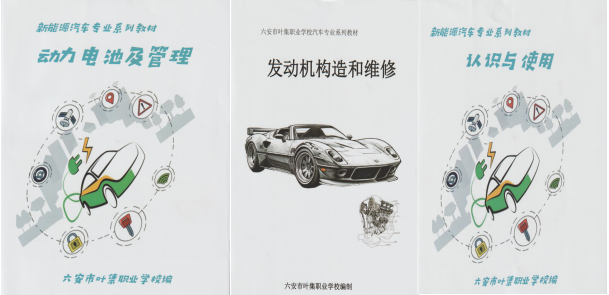 新能源汽车专业系列教材
动力电池及管理
六安市叶集职业学校编
六安市叶集职业学校汽车专业系列教材
发动机构造和维修
六安市叶集职业学校编制
新能源汽车专业系列教材
认识与使用
六安市叶集职业学校编